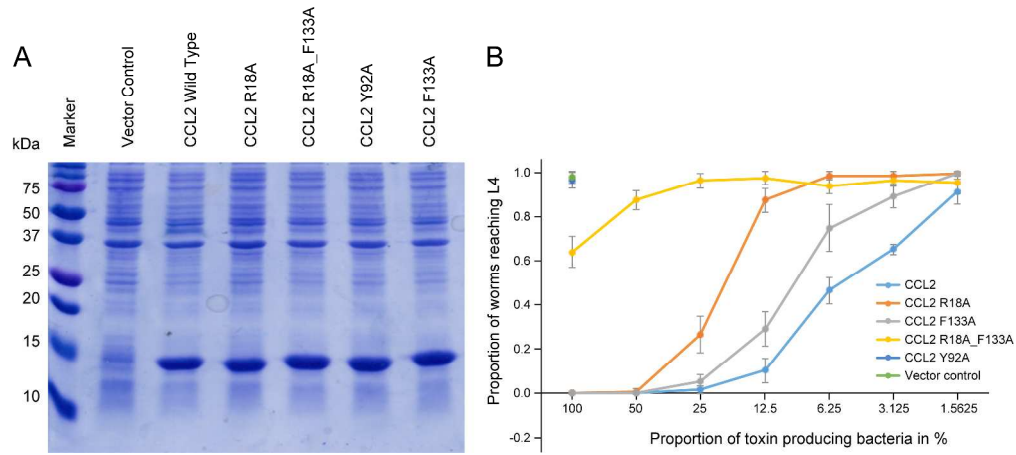 A
kDa
Marker
Vector Control
CCL2 Wild Type
CCL2 R18A
CCL2 R18A_F133A
CCL2 Y92A
CCL2 F133A
75
50
37
25
20
15
10
B
Proportion of worms reaching L4
1.0
0.8
0.6
0.4
0.2
0.0
-0.2
100
50
25
12.5
6.25
3.125
1.5625
Proportion of toxin producing bacteria in %
CCL2
CCL2 R18A
CCL2 F133A
CCL2 R18A_F133A
CCL2 Y92A
Vector control